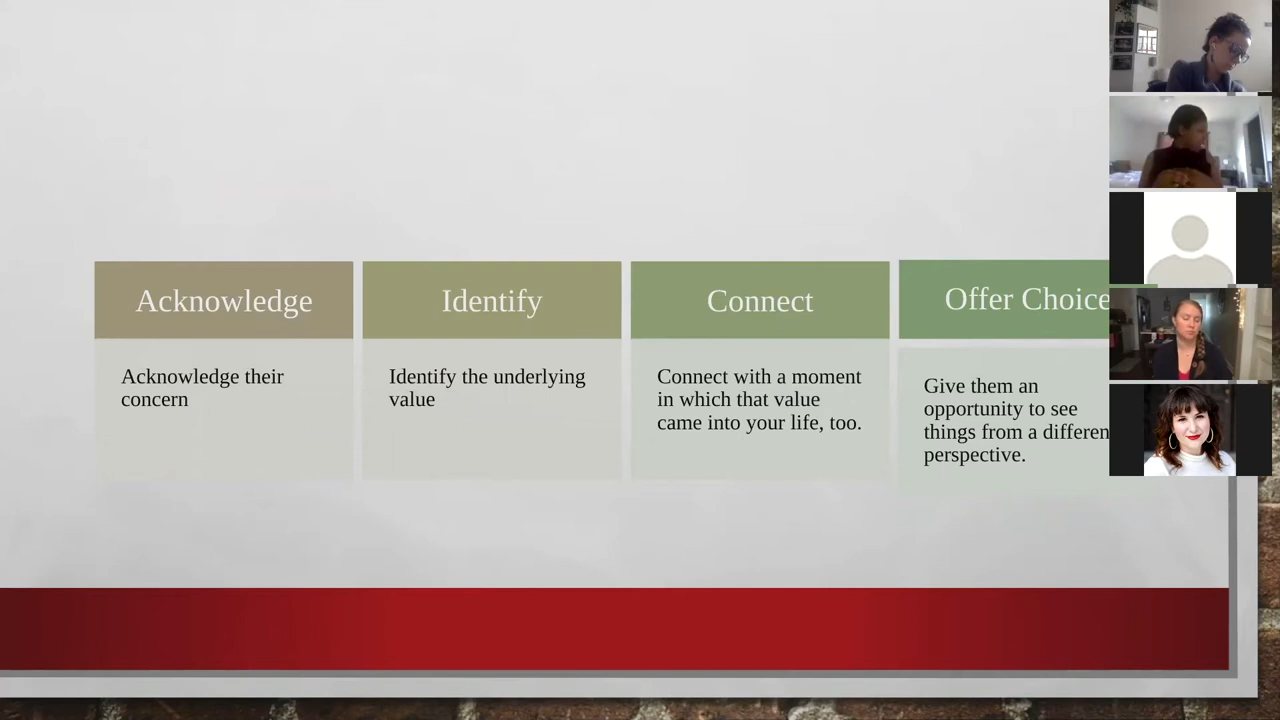 Acknowledge
Acknowledge their
concern
Identify
Identify the underlying
value
Connect
Connect with a moment
in which that value
came into your life, too.
Offer Choice
Give them an
opportunity to see
things from a differen
perspective.